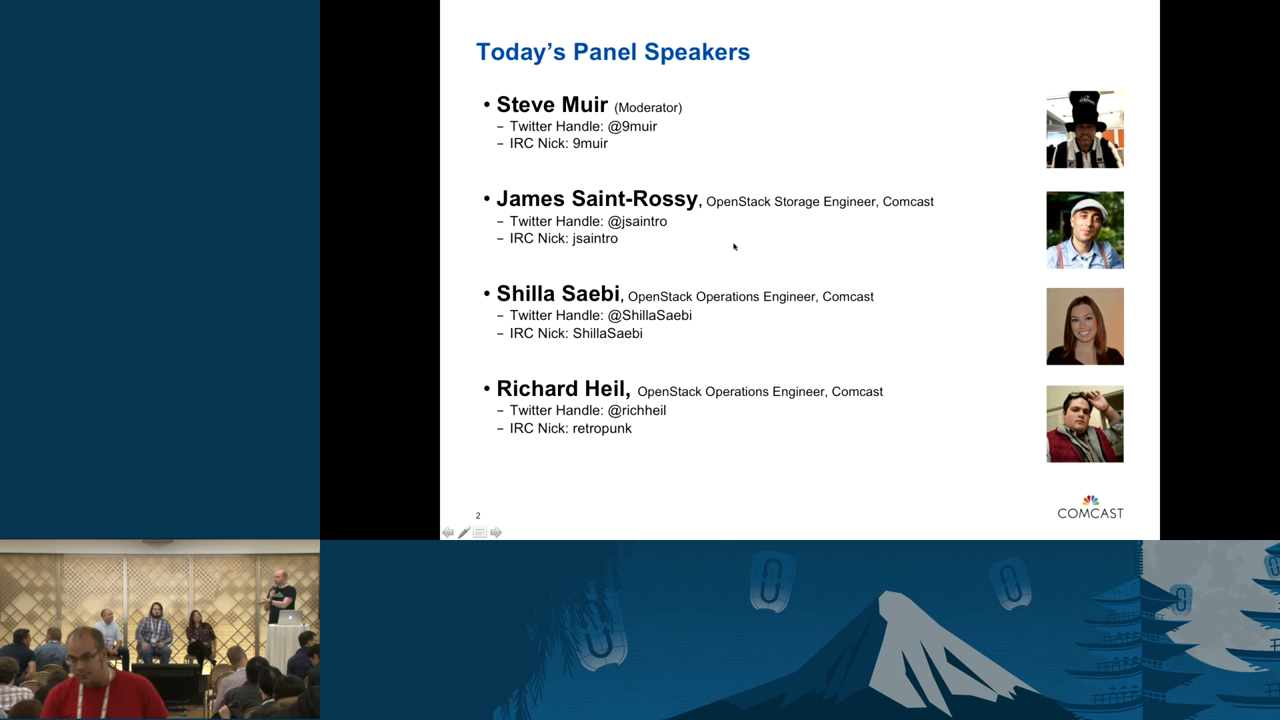 Today's Panel Speakers
• Steve Muir (Moderator)
– Twitter Handle: @9muir
– IRC Nick: 9muir
• James Saint-Rossy, OpenStack Storage Engineer, Comcast
– Twitter Handle: @jsaintro
– IRC Nick: jsaintro
• Shilla Saebi, OpenStack Operations Engineer, Comcast
– Twitter Handle: @ShillaSaebi
– IRC Nick: ShillaSaebi
• Richard Heil, OpenStack Operations Engineer, Comcast
– Twitter Handle: @richheil
– IRC Nick: retropunk
2
COMCAST